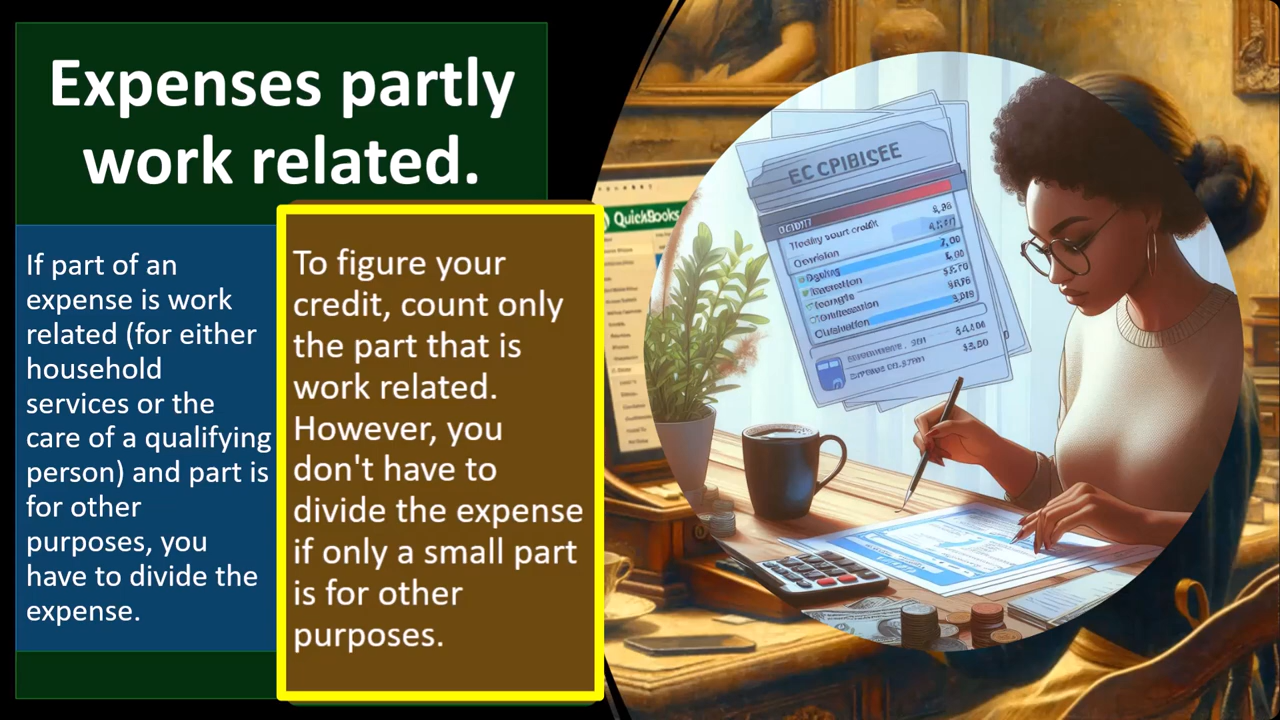 Expenses partly
work related.
If part of an
expense is work
related (for either
household
services or the
care of a qualifying
person) and part is
for other
purposes, you
have to divide the
expense.
To figure your
credit, count only
the part that is
work related.
However, you
don't have to
divide the expense
if only a small part
is for other
purposes.
QuickBooks
EC CPIBISCEE